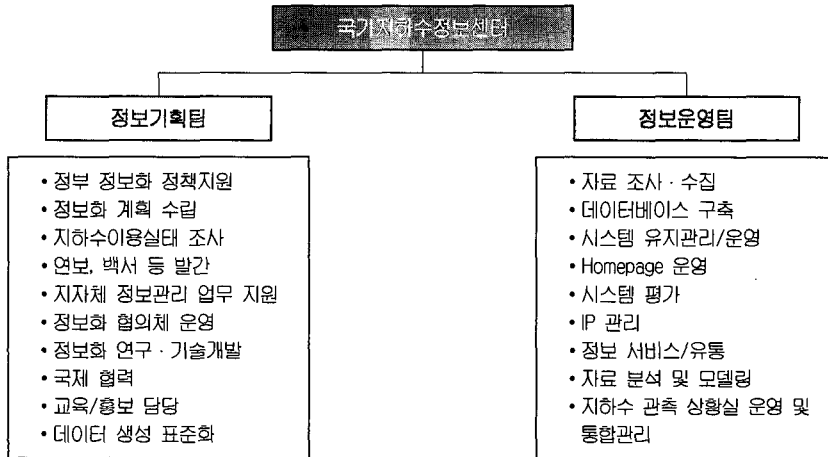 국가지하수정보센터
정보기획팀
• 정부 정보화 정책지원
• 정보화 계획 수립
• 지하수이용실태 조사
• 연보, 백서 등 발간
• 지자체 정보관리 업무 지원
• 정보화 협의체 운영
• 정보화 연구 · 기술개발
• 국제 협력
• 교육/홍보 담당
• 데이터 생성 표준화
정보운영팀
• 자료 조사 · 수집
• 데이터베이스 구축
• 시스템 유지관리/운영
• Homepage 운영
• 시스템 평가
• IP 관리
• 정보 서비스/유통
• 자료 분석 및 모델링
• 지하수 관측 상황실 운영 및
통합관리